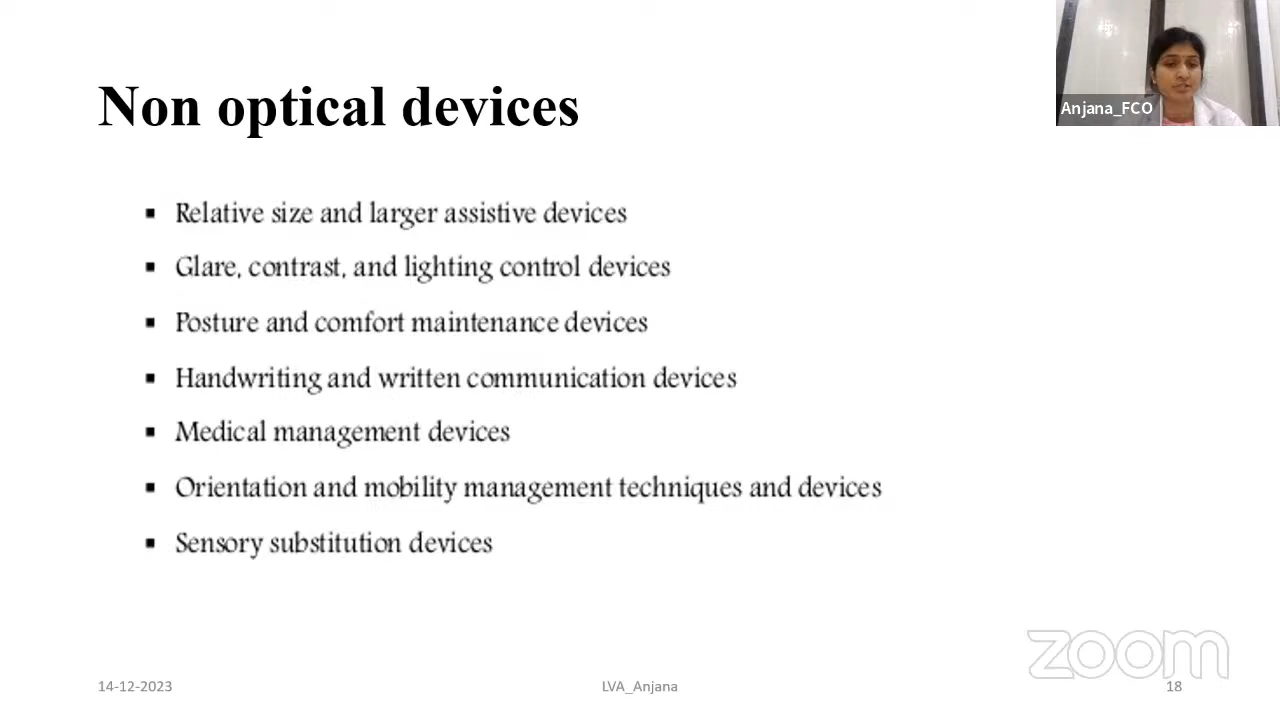 Non optical devices
Anjana_FCO
▪ Relative size and larger assistive devices
▪ Glare, contrast, and lighting control devices
▪ Posture and comfort maintenance devices
▪ Handwriting and written communication devices
▪ Medical management devices
▪ Orientation and mobility management techniques and devices
▪ Sensory substitution devices
zoom
14-12-2023
LVA_Anjana
18